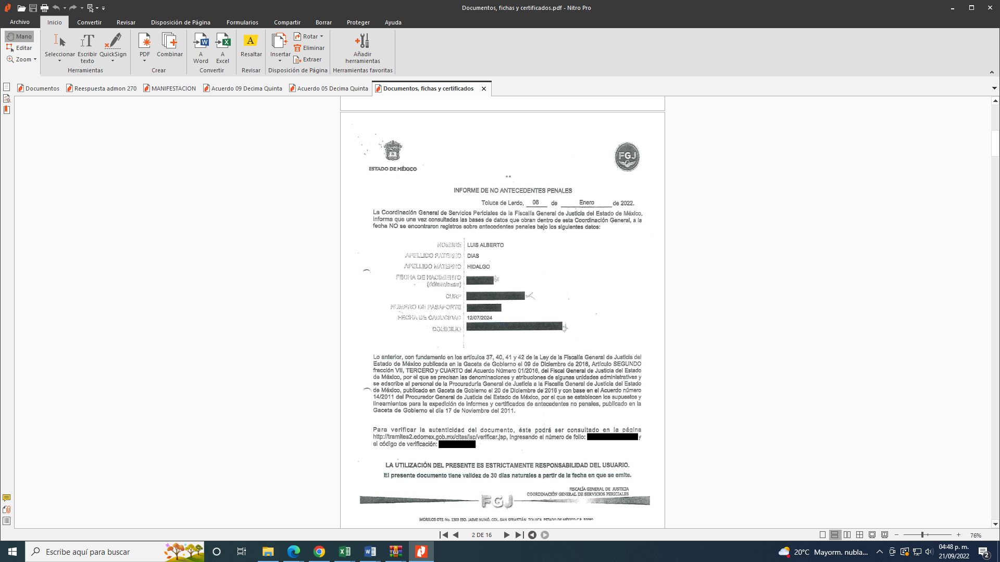 Documentos, fichas y certificados.pdf - Nitro Pro
Archivo
Inicio
Convertir
Revisar
Disposición de Página
Formularios
Compartir
Borrar
Proteger
Ayuda
Mano
Editar
Zoom
Seleccionar
Escribir texto
QuickSign
Herramientas
PDF
Combinar
Crear
A Word
A Excel
Convertir
Resaltar
Revisar
Insertar
Rotar
Eliminar
Extraer
Disposición de Página
Añadir herramientas
Herramientas favoritas
Documentos
Reespuesta admon 270
MANIFESTACION
Acuerdo 09 Decima Quinta
Acuerdo 05 Decima Quinta
Documentos, fichas y certificados
ESTADO DE MÉXICO
FGJ
" "
INFORME DE NO ANTECEDENTES PENALES
Toluca de Lerdo, 06 de Enero de 2022.
La Coordinación General de Servicios Periciales de la Fiscalía General de Justicia del Estado de México,
informa que una vez consultadas las bases de datos que obran dentro de esta Coordinación General, a la
fecha NO se encontraron registros sobre antecedentes penales bajo los siguientes datos:
NOMBRE LUIS ALBERTO
APELLIDO PATERNO DIAS
APELLIDO MATERNO HIDALGO
FECHA DE NACIMIENTO
(dd/mm/aaaa)
CURP
NUMERO DE PASAPORTE
FECHA DE CADUCIDAD 12/07/2024
DOMICILIO
Lo anterior, con fundamento en los artículos 37, 40, 41 y 42 de la Ley de la Fiscalía General de Justicia del
Estado de México publicada en la Gaceta de Gobierno el 09 de Diciembre de 2016, Artículo SEGUNDO
fracción VII, TERCERO y CUARTO del Acuerdo Número 01/2016, del Fiscal General de Justicia del Estado
de México, por el que se precisan las denominaciones y atribuciones de algunas unidades administrativas y
se adscribe al personal de la Procuraduría General de Justicia a la Fiscalía General de Justicia del Estado
de México, publicado en Gaceta de Gobierno el 20 de Diciembre de 2016 y con base en el Acuerdo número
14/2011 del Procurador General de Justicia del Estado de México, por el que se establecen los supuestos y
lineamientos para la expedición de informes y certificados de antecedentes no penales, publicado en la
Gaceta de Gobierno el día 17 de Noviembre del 2011.
Para verificar la autenticidad del documento, éste podrá ser consultado en la página
http://tramites2.edomex.gob.mx/citas/jsp/verificar.jsp, ingresando el número de folio: y
el código de verificación:
LA UTILIZACIÓN DEL PRESENTE ES ESTRICTAMENTE RESPONSABILIDAD DEL USUARIO.
El presente documento tiene validez de 30 días naturales a partir de la fecha en que se emite.
FISCALÍA GENERAL DE JUSTICIA
COORDINACIÓN GENERAL DE SERVICIOS PERICIALES
FGJ
MORELOS OTE. No. 1300 ESQ. JAIME NUNÓ, COL. SAN SEBASTIÁN, TOLUCA, ESTADO DE MÉXICO C.P. 50090
2 DE 16
76%
Escribe aquí para buscar
20°C Mayorm. nubla...
04:48 p. m.
21/09/2022
2